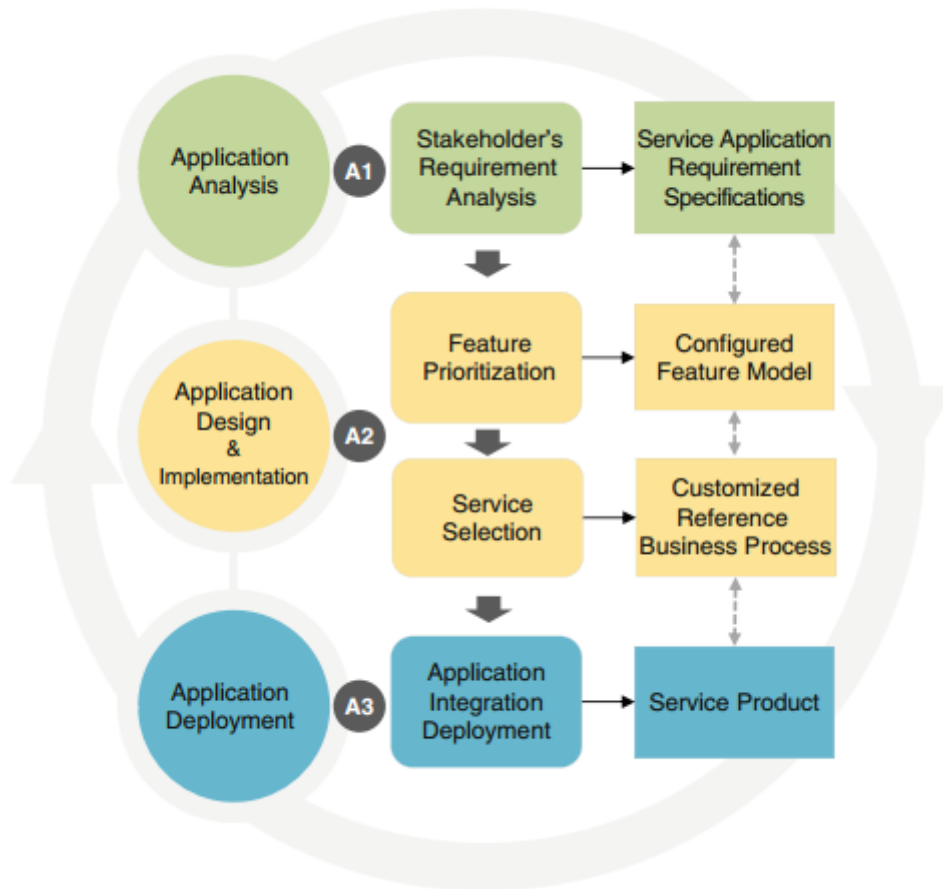 Application
Analysis
A1
Stakeholder's
Requirement
Analysis
Service Application
Requirement
Specifications
Application
Design
&
Implementation
A2
Feature
Prioritization
Configured
Feature Model
Service
Selection
Customized
Reference
Business Process
Application
Deployment
A3
Application
Integration
Deployment
Service Product